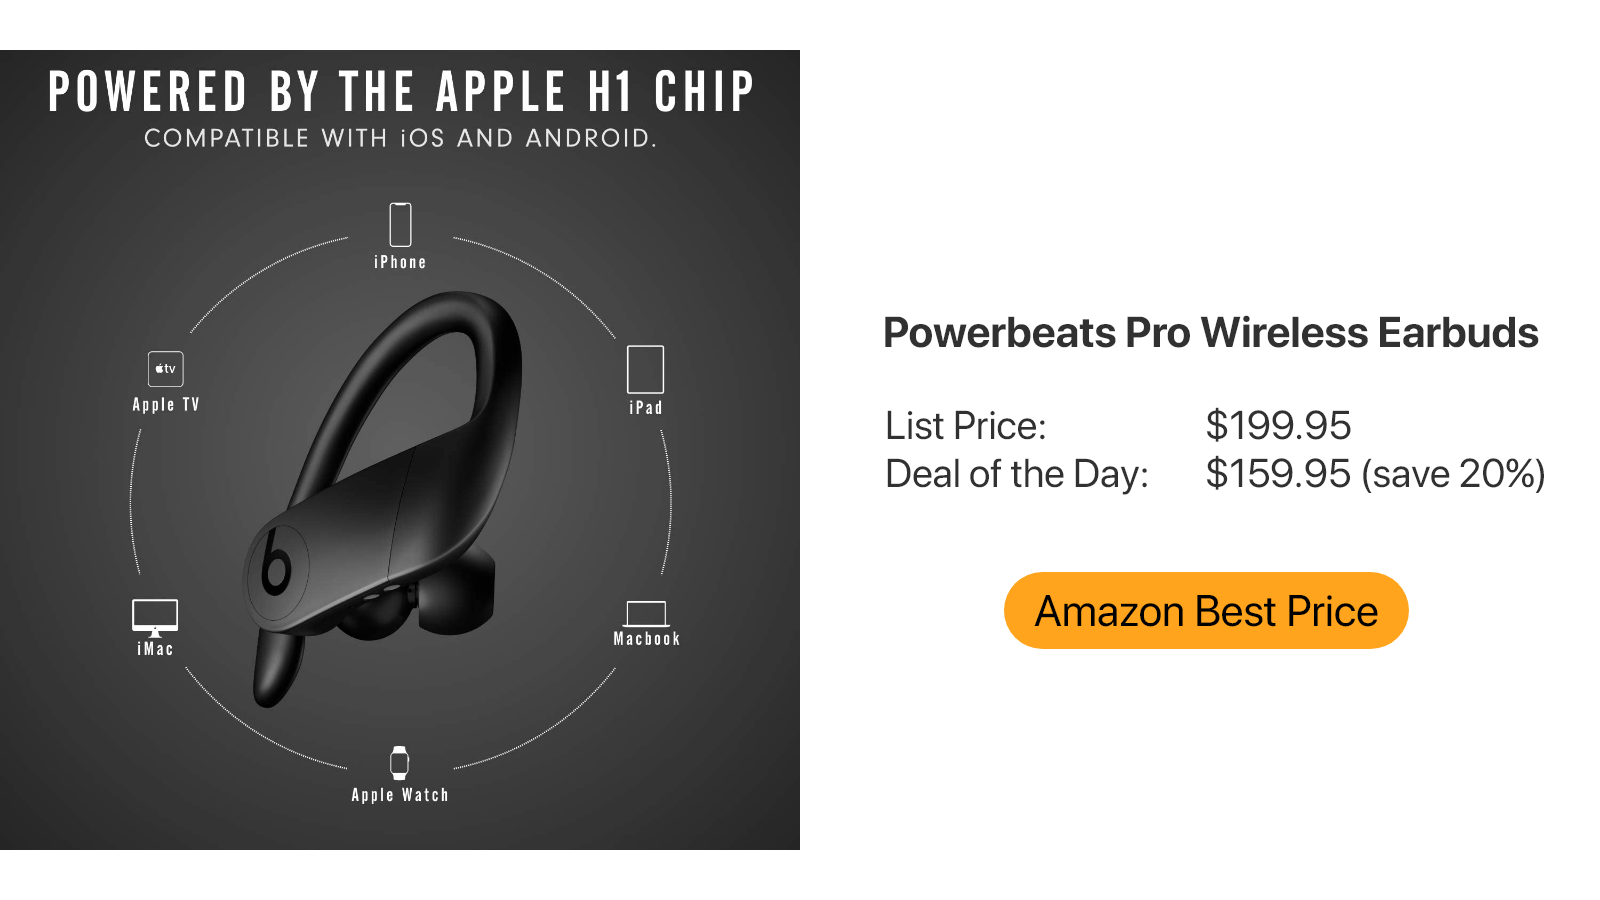 POWERED BY THE APPLE H1 CHIP
COMPATIBLE WITH iOS AND ANDROID.
iPhone
tv
Apple TV
iPad
iMac
Macbook
Apple Watch
Powerbeats Pro Wireless Earbuds
List Price: $199.95
Deal of the Day: $159.95 (save 20%)
Amazon Best Price